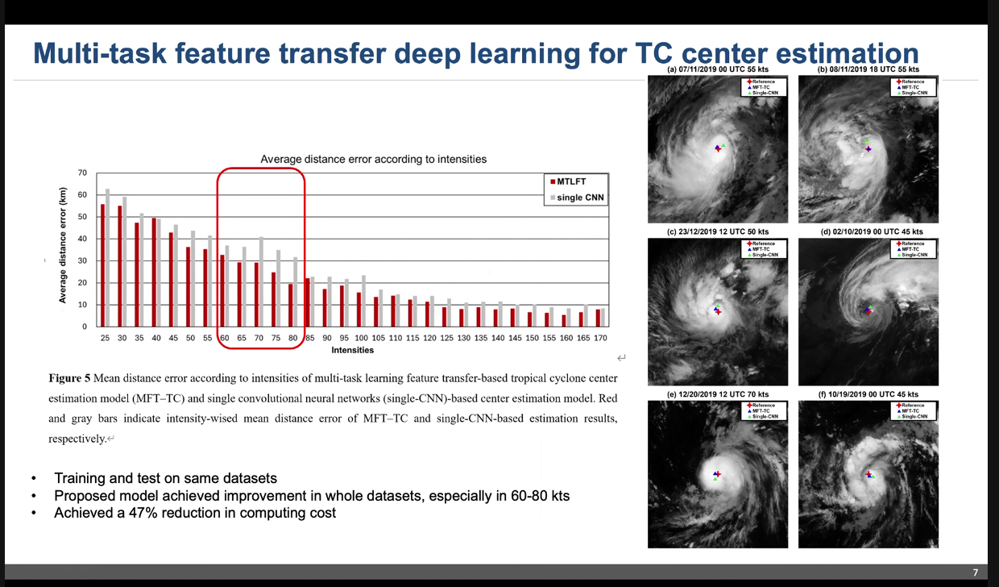 Multi-task feature transfer deep learning for TC center estimation
Average distance error according to intensities
Average distance error (km)
70
60
50
40
30
20
10
0
MTLFT
single CNN
25 30 35 40 45 50 55 60 65 70 75 80 85 90 95 100 105 110 115 120 125 130 135 140 145 150 155 160 165 170
Intensities
Figure 5 Mean distance error according to intensities of multi-task learning feature transfer-based tropical cyclone center
estimation model (MFT–TC) and single convolutional neural networks (single-CNN)-based center estimation model. Red
and gray bars indicate intensity-wised mean distance error of MFT–TC and single-CNN-based estimation results,
respectively.↵
• Training and test on same datasets
• Proposed model achieved improvement in whole datasets, especially in 60-80 kts
• Achieved a 47% reduction in computing cost
(a) 07/11/2019 00 UTC 55 kts
Reference
MFT-TC
Single-CNN
(b) 08/11/2019 18 UTC 55 kts
Reference
MFT-TC
Single-CNN
(c) 23/12/2019 12 UTC 50 kts
Reference
MFT-TC
Single-CNN
(d) 02/10/2019 00 UTC 45 kts
Reference
MFT-TC
Single-CNN
(e) 12/20/2019 12 UTC 70 kts
Reference
MFT-TC
Single-CNN
(f) 10/19/2019 00 UTC 45 kts
Reference
MFT-TC
Single-CNN
7